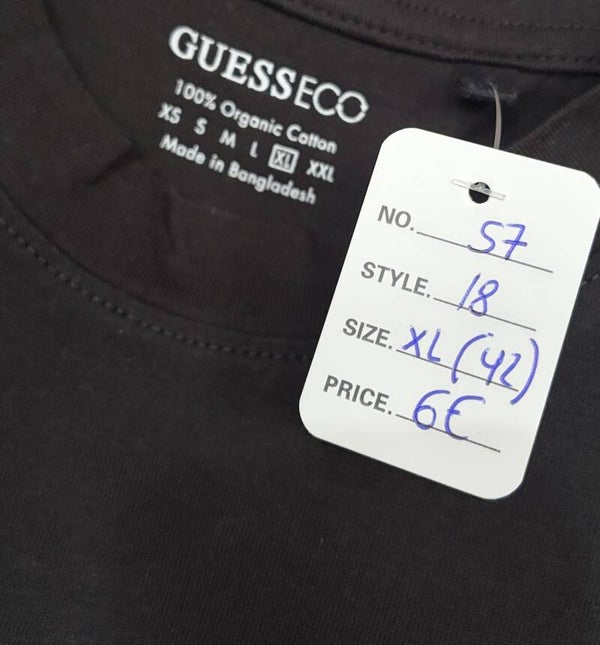 GUESSECO
100% Organic Cotton
XS S M L XL XXL
Made in Bangladesh
NO. 57
STYLE. 18
SIZE. XL (42)
PRICE. 6€